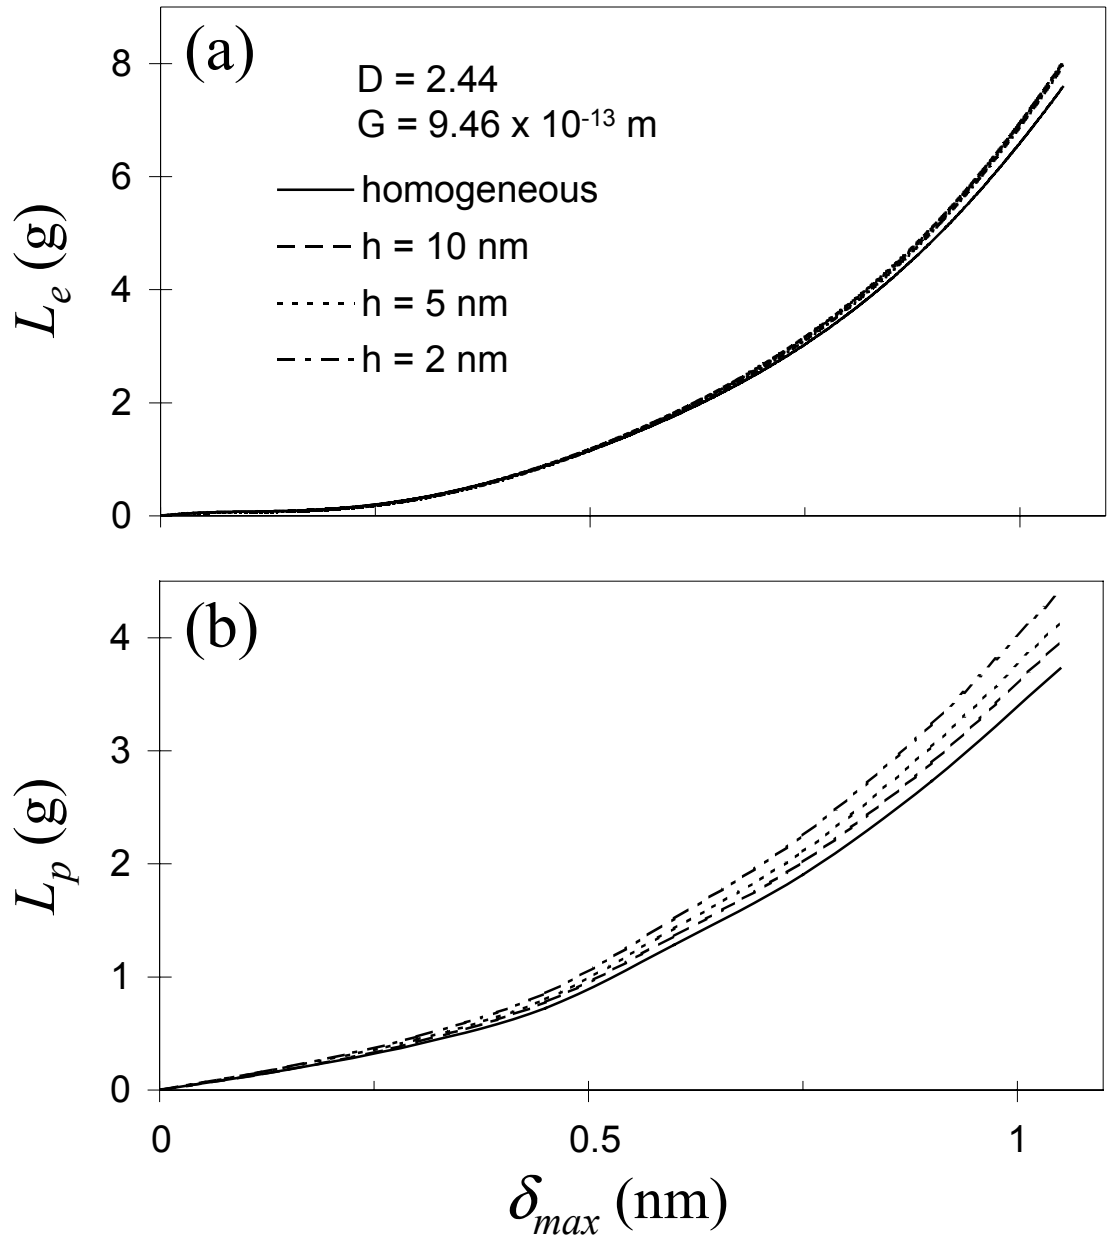 (a)
D = 2.44
G = 9.46 x 10⁻¹³ m
homogeneous
h = 10 nm
h = 5 nm
h = 2 nm
8
6
4
2
0
Lₑ (g)
(b)
4
3
2
1
0
Lₚ (g)
0 0.5 1
δmax (nm)